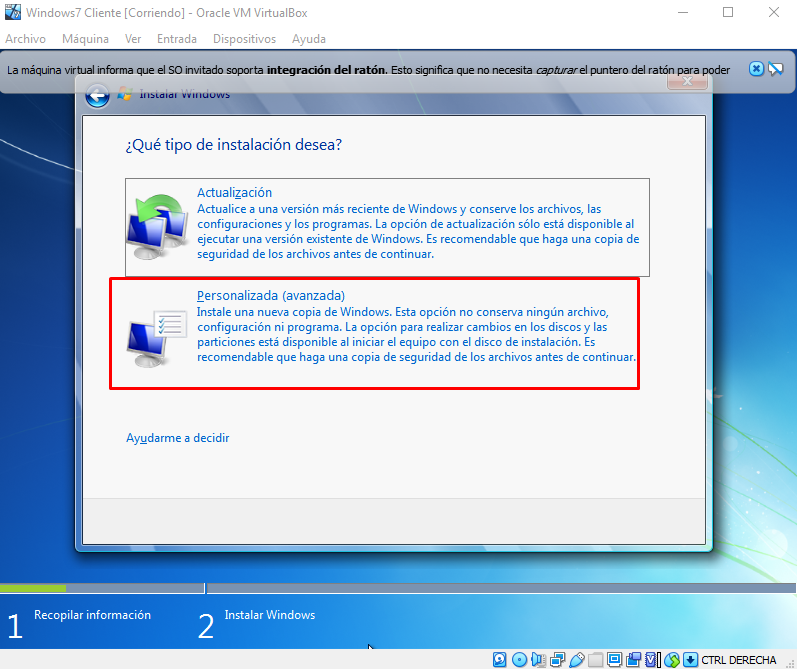 Windows7 Cliente [Corriendo] - Oracle VM VirtualBox
Archivo Máquina Ver Entrada Dispositivos Ayuda
La máquina virtual informa que el SO invitado soporta integración del ratón. Esto significa que no necesita capturar el puntero del ratón para poder
Instalar Windows
¿Qué tipo de instalación desea?
Actualización
Actualice a una versión más reciente de Windows y conserve los archivos, las
configuraciones y los programas. La opción de actualización sólo está disponible al
ejecutar una versión existente de Windows. Es recomendable que haga una copia de
seguridad de los archivos antes de continuar.
Personalizada (avanzada)
Instale una nueva copia de Windows. Esta opción no conserva ningún archivo,
configuración ni programa. La opción para realizar cambios en los discos y las
particiones está disponible al iniciar el equipo con el disco de instalación. Es
recomendable que haga una copia de seguridad de los archivos antes de continuar.
Ayudarme a decidir
1 Recopilar información 2 Instalar Windows
CTRL DERECHA